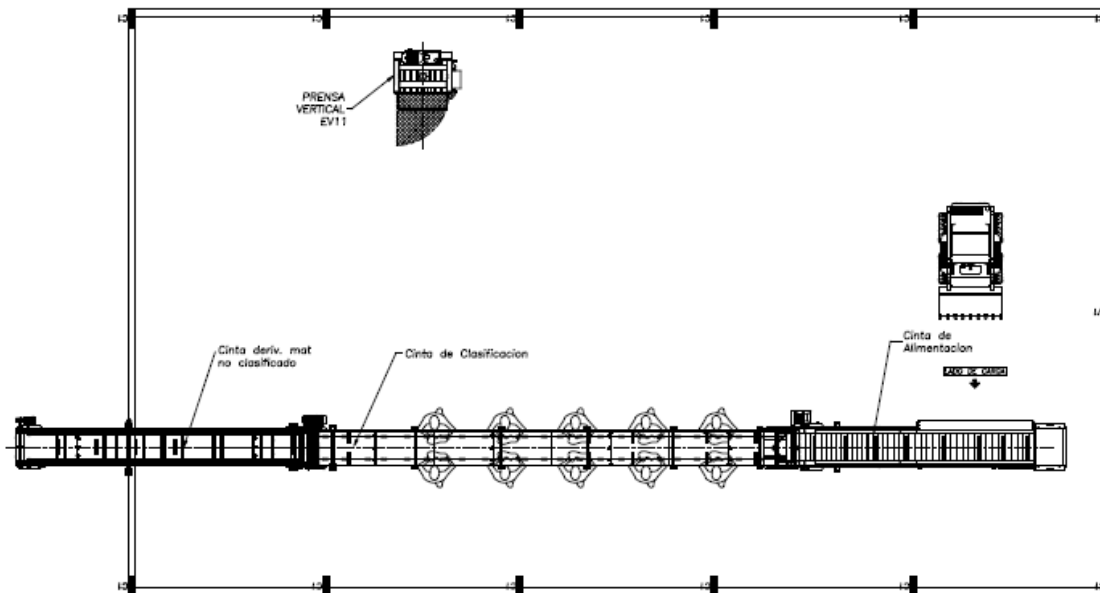 PRENSA
VERTICAL
EV11
Cinta deriv. mat
no clasificado
Cinta de Clasificacion
Cinta de
Alimentacion
LADO DE CARGA